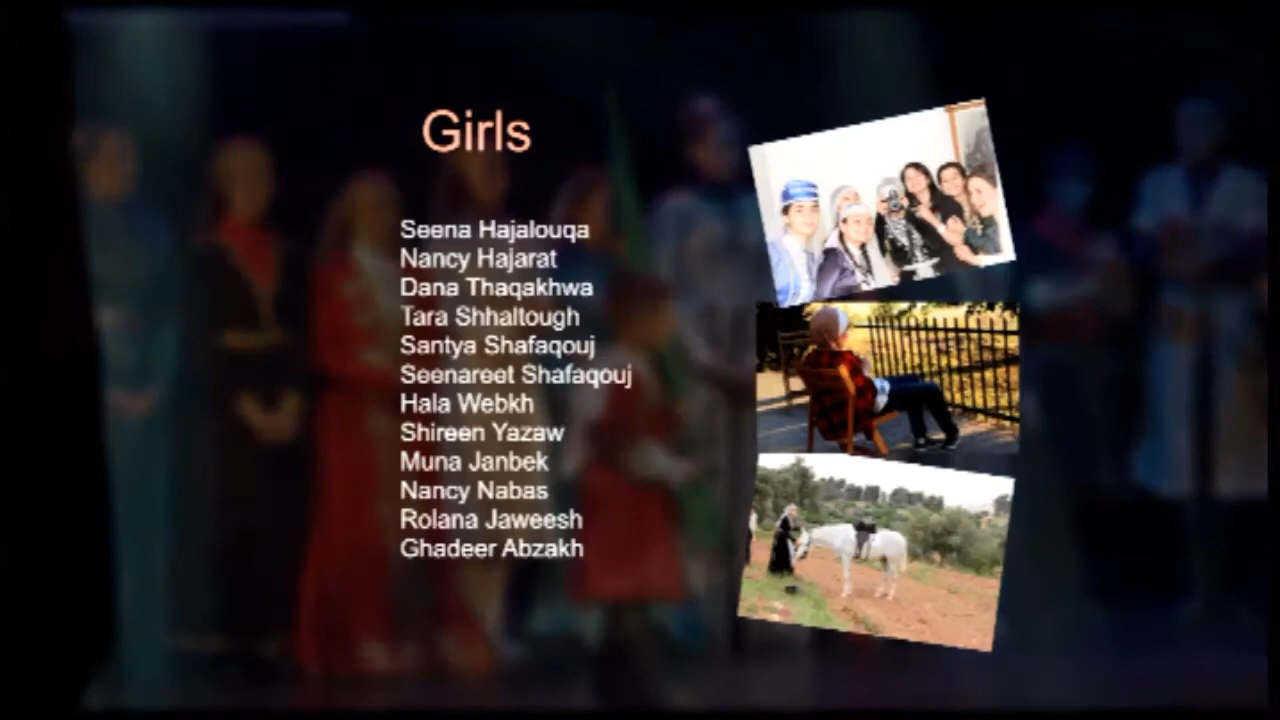 Girls
Seena Hajalouqa
Nancy Hajarat
Dana Thaqakhwa
Tara Shhaltough
Santya Shafaqouj
Seenareet Shafaqouj
Hala Webkh
Shireen Yazaw
Muna Janbek
Nancy Nabas
Rolana Jaweesh
Ghadeer Abzakh